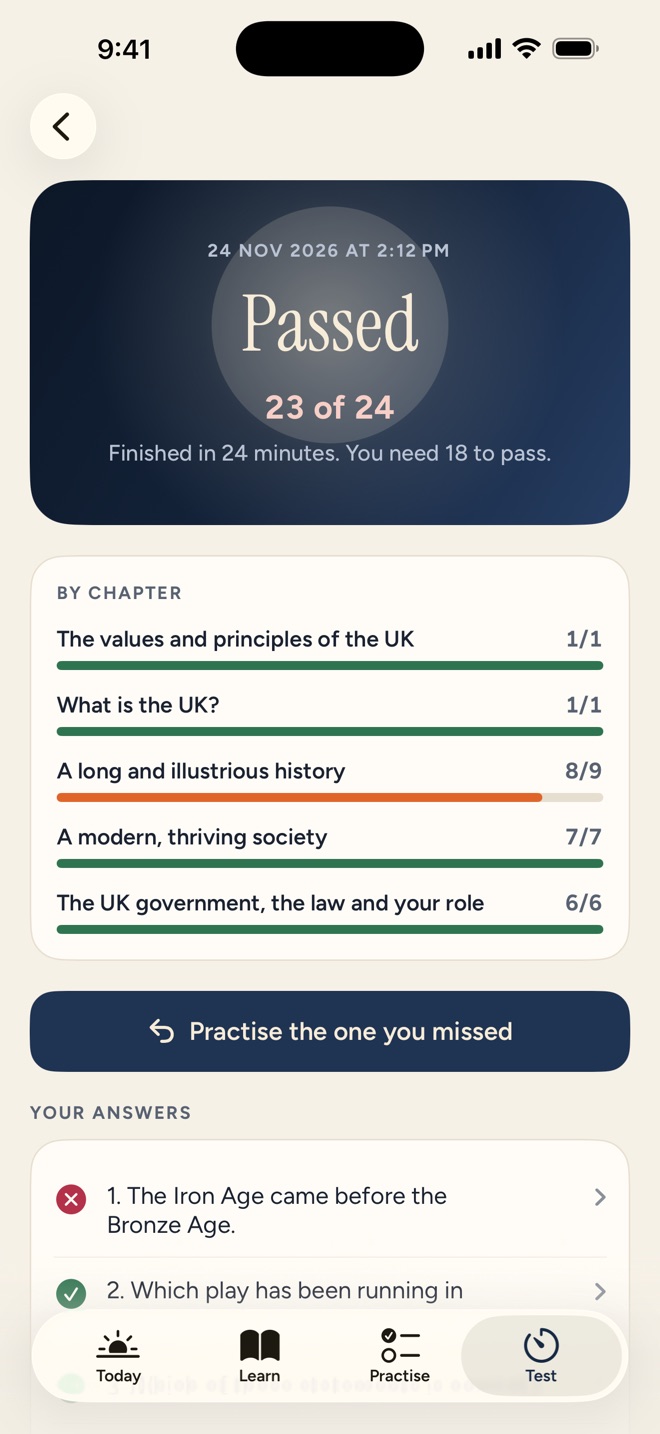 9:41
24 NOV 2026 AT 2:12 PM
Passed
23 of 24
Finished in 24 minutes. You need 18 to pass.
BY CHAPTER
The values and principles of the UK 1/1
What is the UK? 1/1
A long and illustrious history 8/9
A modern, thriving society 7/7
The UK government, the law and your role 6/6
Practise the one you missed
YOUR ANSWERS
1. The Iron Age came before the
Bronze Age.
2. Which play has been running in
Today Learn Practise Test